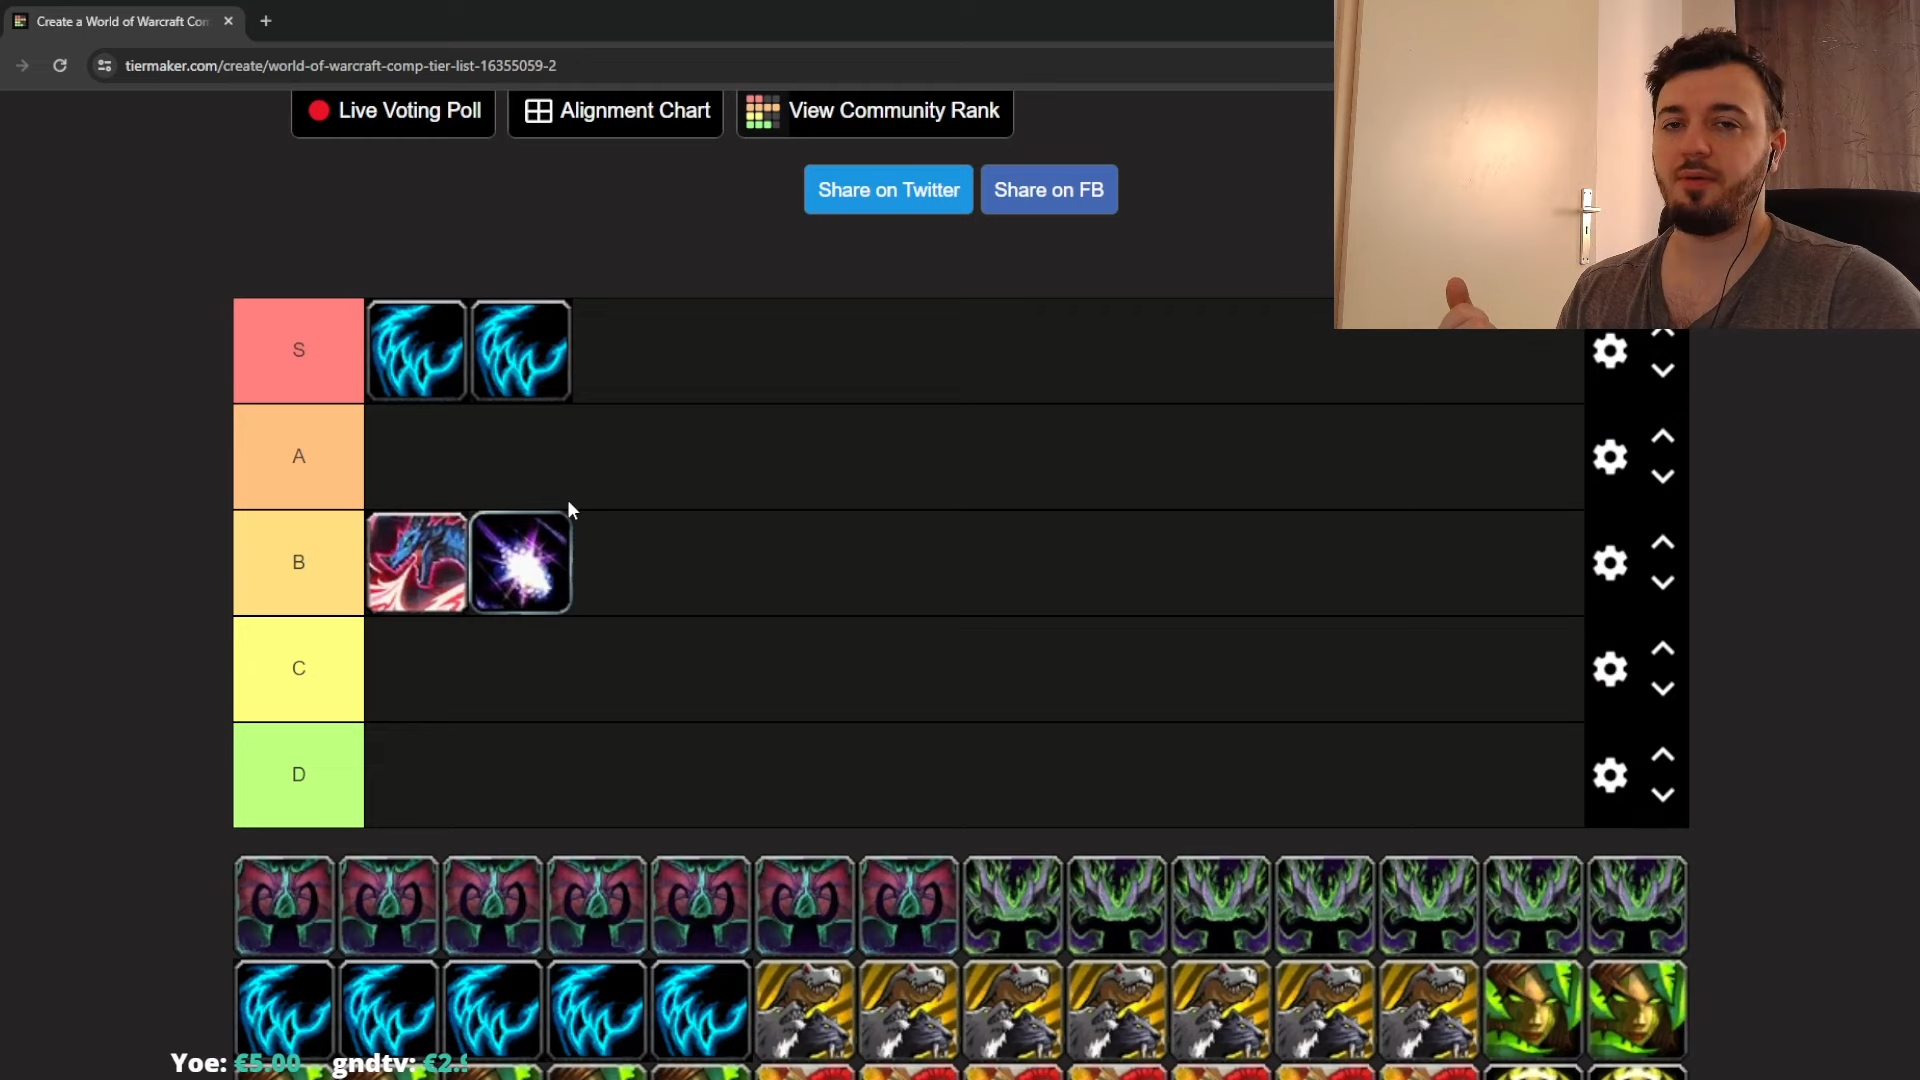 Create a World of Warcraft Con
tiermaker.com/create/world-of-warcraft-comp-tier-list-16355059-2
Live Voting Poll
Alignment Chart
View Community Rank
Share on Twitter
Share on FB
S
A
B
C
D
Yoe: €5.00 gndtv: